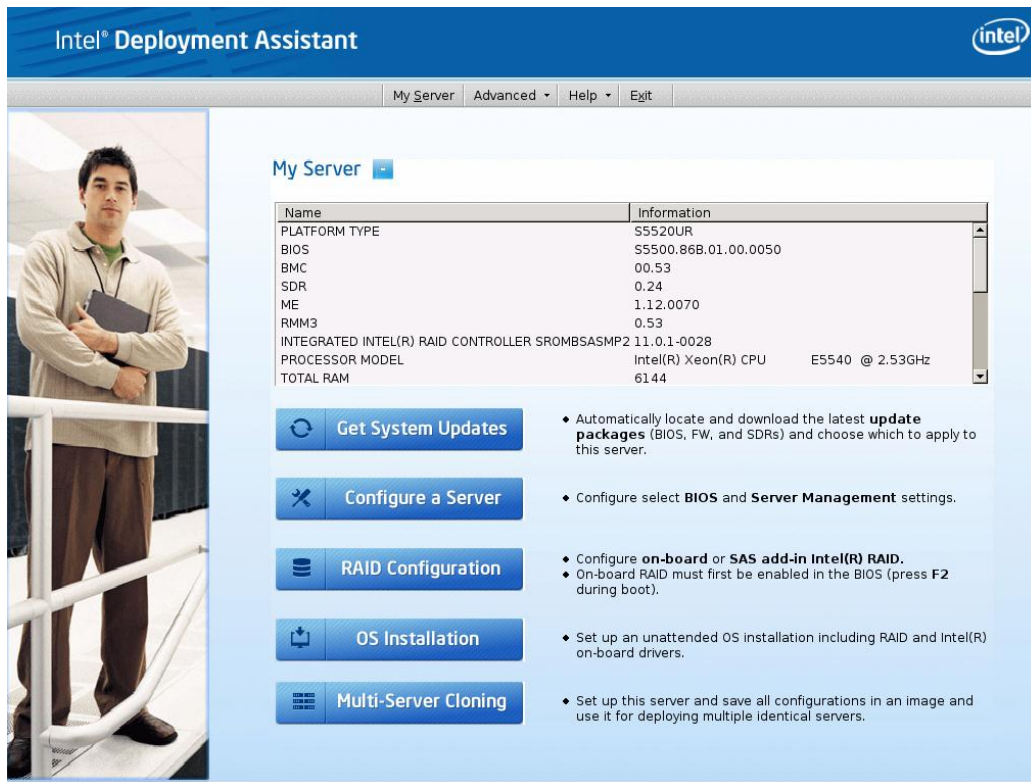 Intel® Deployment Assistant
intel
My Server Advanced Help Exit
My Server
Name Information
PLATFORM TYPE S5520UR
BIOS S5500.86B.01.00.0050
BMC 00.53
SDR 0.24
ME 1.12.0070
RMM3 0.53
INTEGRATED INTEL(R) RAID CONTROLLER SROMBSASMP2 11.0.1-0028
PROCESSOR MODEL Intel(R) Xeon(R) CPU E5540 @ 2.53GHz
TOTAL RAM 6144
Get System Updates
◆ Automatically locate and download the latest update
packages (BIOS, FW, and SDRs) and choose which to apply to
this server.
Configure a Server
◆ Configure select BIOS and Server Management settings.
RAID Configuration
◆ Configure on-board or SAS add-in Intel(R) RAID.
◆ On-board RAID must first be enabled in the BIOS (press F2
during boot).
OS Installation
◆ Set up an unattended OS installation including RAID and Intel(R)
on-board drivers.
Multi-Server Cloning
◆ Set up this server and save all configurations in an image and
use it for deploying multiple identical servers.